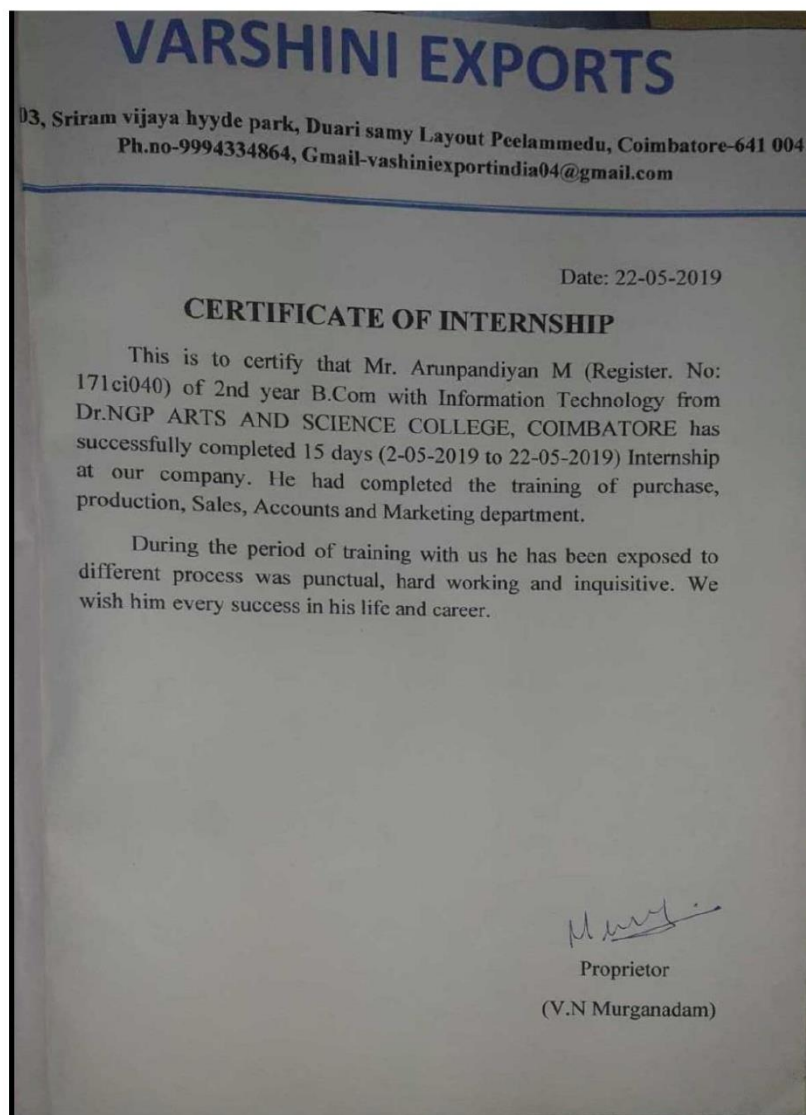 VARSHINI EXPORTS
03, Sriram vijaya hyyde park, Duari samy Layout Peelammedu, Coimbatore-641 004
Ph.no-9994334864, Gmail-vashiniexportindia04@gmail.com
Date: 22-05-2019
CERTIFICATE OF INTERNSHIP
This is to certify that Mr. Arunpandiyan M (Register. No:
171ci040) of 2nd year B.Com with Information Technology from
Dr.NGP ARTS AND SCIENCE COLLEGE, COIMBATORE has
successfully completed 15 days (2-05-2019 to 22-05-2019) Internship
at our company. He had completed the training of purchase,
production, Sales, Accounts and Marketing department.
During the period of training with us he has been exposed to
different process was punctual, hard working and inquisitive. We
wish him every success in his life and career.
Proprietor
(V.N Murganadam)